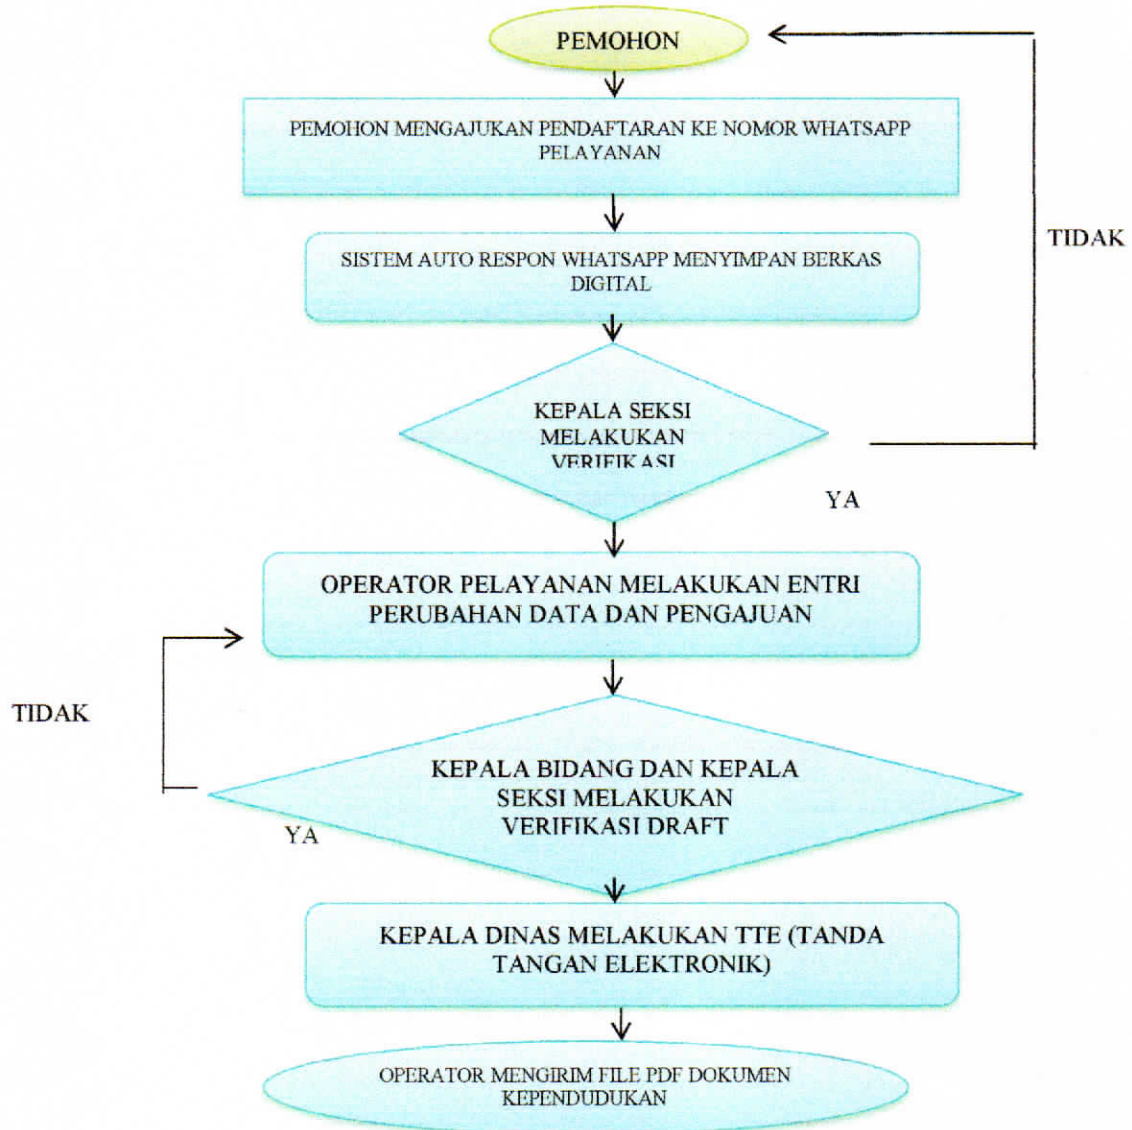 PEMOHON
PEMOHON MENGAJUKAN PENDAFTARAN KE NOMOR WHATSAPP
PELAYANAN
TIDAK
SISTEM AUTO RESPON WHATSAPP MENYIMPAN BERKAS
DIGITAL
KEPALA SEKSI
MELAKUKAN
VERIFIKASI
YA
OPERATOR PELAYANAN MELAKUKAN ENTRI
PERUBAHAN DATA DAN PENGAJUAN
TIDAK
KEPALA BIDANG DAN KEPALA
SEKSI MELAKUKAN
VERIFIKASI DRAFT
YA
KEPALA DINAS MELAKUKAN TTE (TANDA
TANGAN ELEKTRONIK)
OPERATOR MENGIRIM FILE PDF DOKUMEN
KEPENDUDUKAN